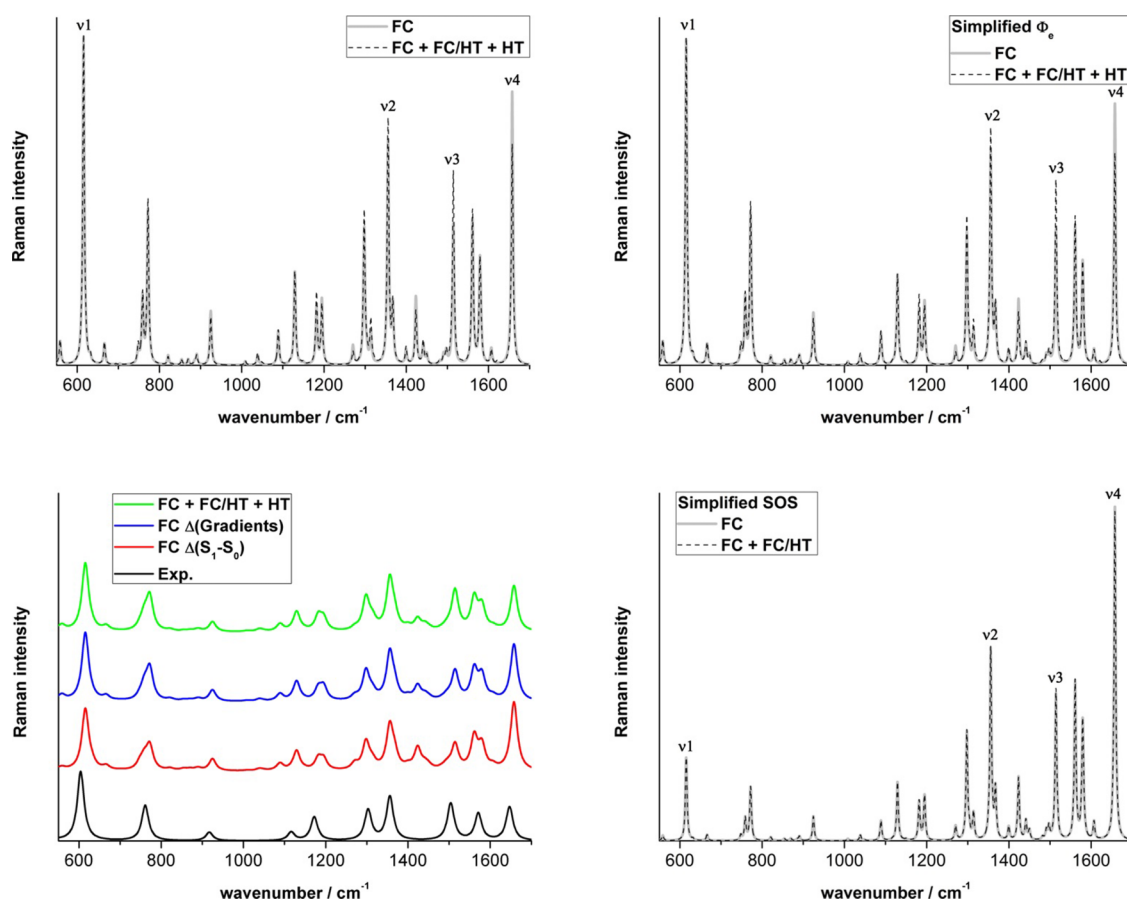 FC
FC + FC/HT + HT
ν1
ν2
ν3
ν4
Raman intensity
600 800 1000 1200 1400 1600
wavenumber / cm⁻¹
Simplified Φₑ
FC
FC + FC/HT + HT
ν1
ν2
ν3
ν4
Raman intensity
600 800 1000 1200 1400 1600
wavenumber / cm⁻¹
FC + FC/HT + HT
FC Δ(Gradients)
FC Δ(S₁-S₀)
Exp.
Raman intensity
600 800 1000 1200 1400 1600
wavenumber / cm⁻¹
Simplified SOS
FC
FC + FC/HT
ν1
ν2
ν3
ν4
Raman intensity
600 800 1000 1200 1400 1600
wavenumber / cm⁻¹